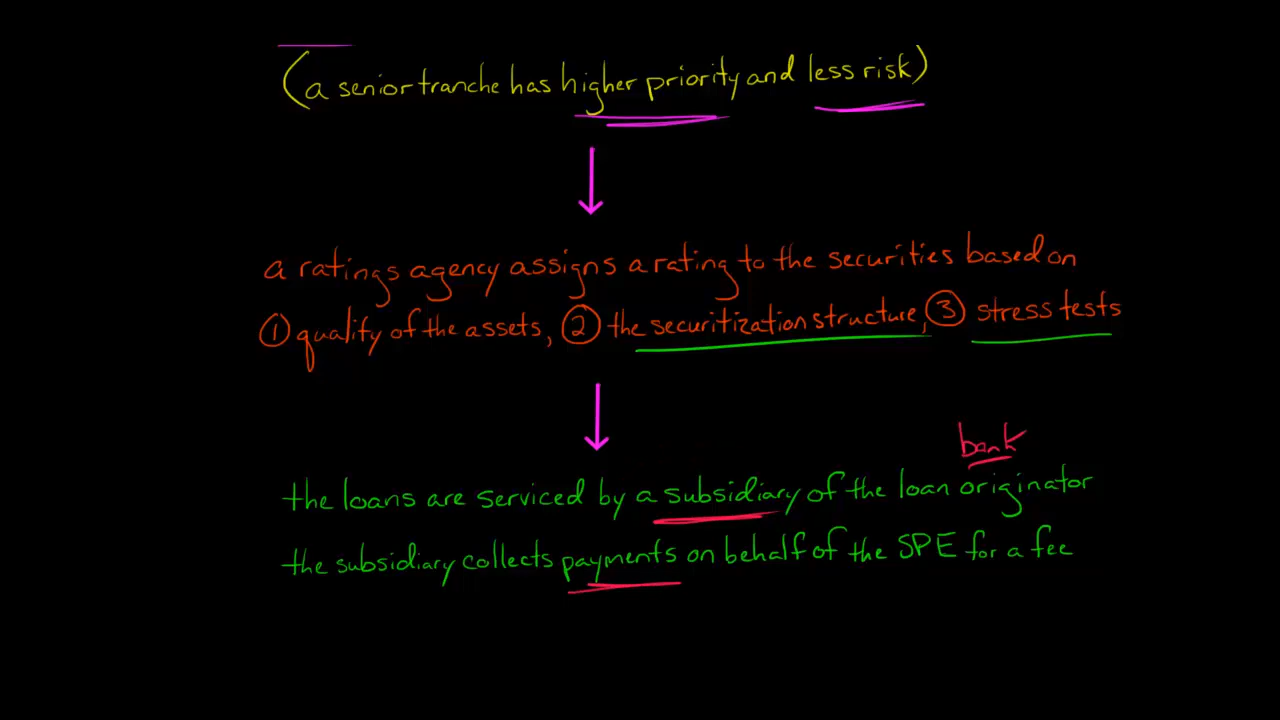 (a senior tranche has higher priority and less risk)
a ratings agency assigns a rating to the securities based on
① quality of the assets, ② the securitization structure, ③ stress tests
bank
the loans are serviced by a subsidiary of the loan originator
the subsidiary collects payments on behalf of the SPE for a fee